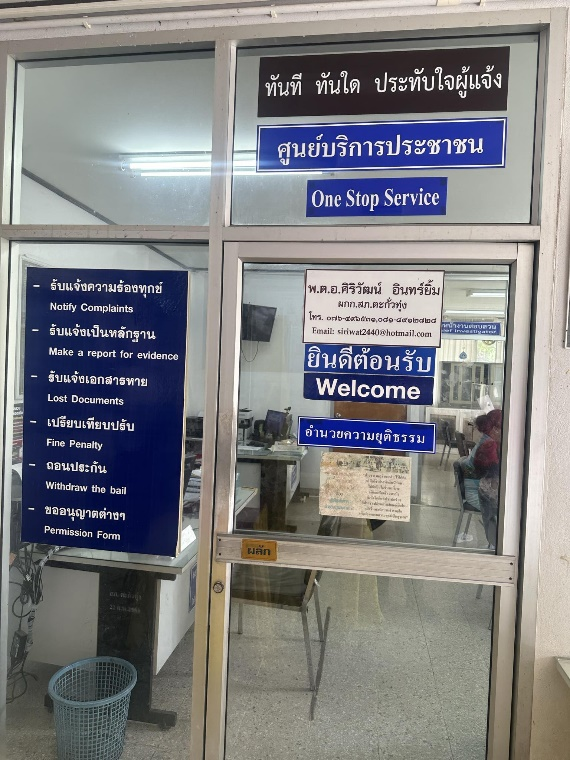 ทันที ทันใด ประทับใจผู้แจ้ง
ศูนย์บริการประชาชน
One Stop Service
- รับแจ้งความร้องทุกข์
Notify Complaints
- รับแจ้งเป็นหลักฐาน
Make a report for evidence
- รับแจ้งเอกสารหาย
Lost Documents
- เปรียบเทียบปรับ
Fine Penalty
- ถอนประกัน
Withdraw the bail
- ขออนุญาตต่างๆ
Permission Form
พ.ต.อ.ศิริวัฒน์ อินทร์ยิ้ม
ผกก.สภ.ตะกั่วทุ่ง
โทร.
Email: siriwat2440@hotmail.com
ยินดีต้อนรับ
Welcome
อำนวยความยุติธรรม
ผลัก